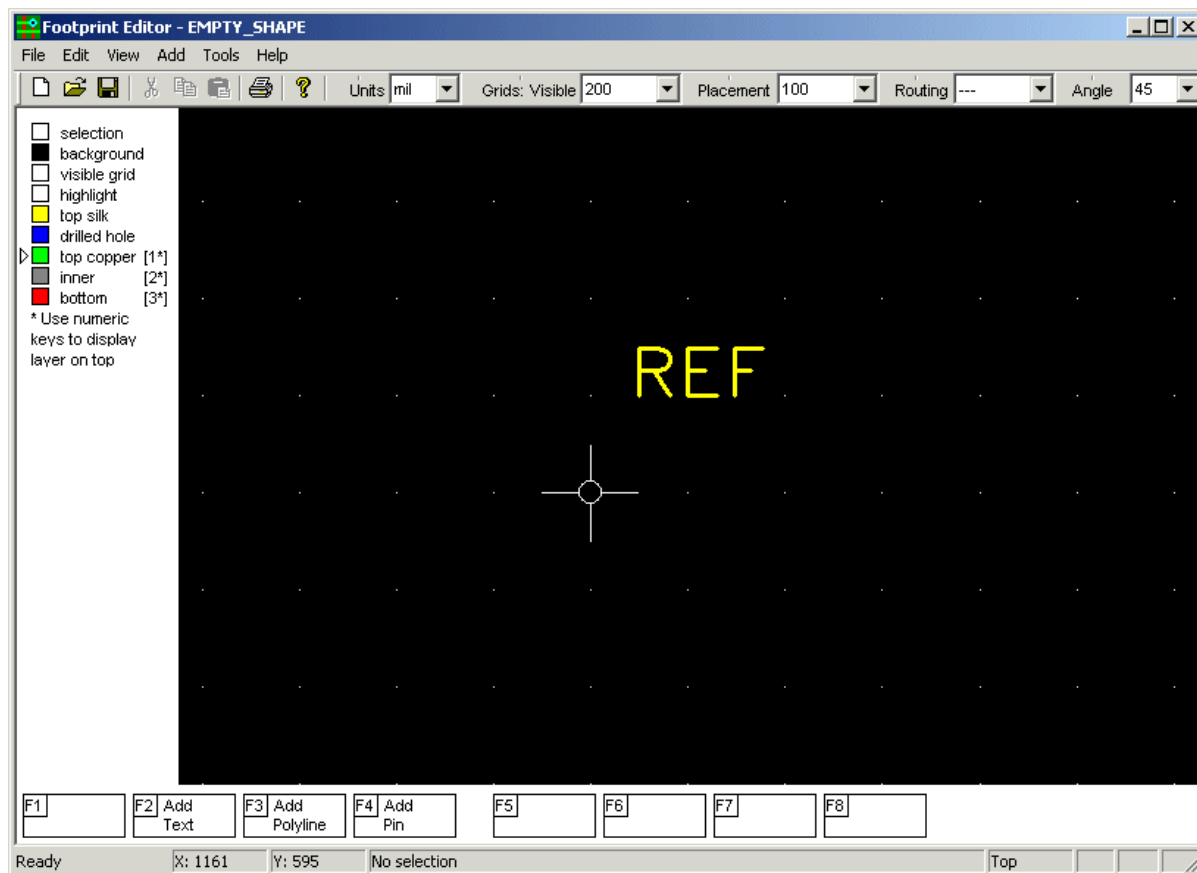 Footprint Editor - EMPTY_SHAPE
File Edit View Add Tools Help
Units mil Grids: Visible 200 Placement 100 Routing --- Angle 45
selection
background
visible grid
highlight
top silk
drilled hole
top copper [1*]
inner [2*]
bottom [3*]
* Use numeric
keys to display
layer on top
REF
F1 F2 Add Text F3 Add Polyline F4 Add Pin F5 F6 F7 F8
Ready X: 1161 Y: 595 No selection Top